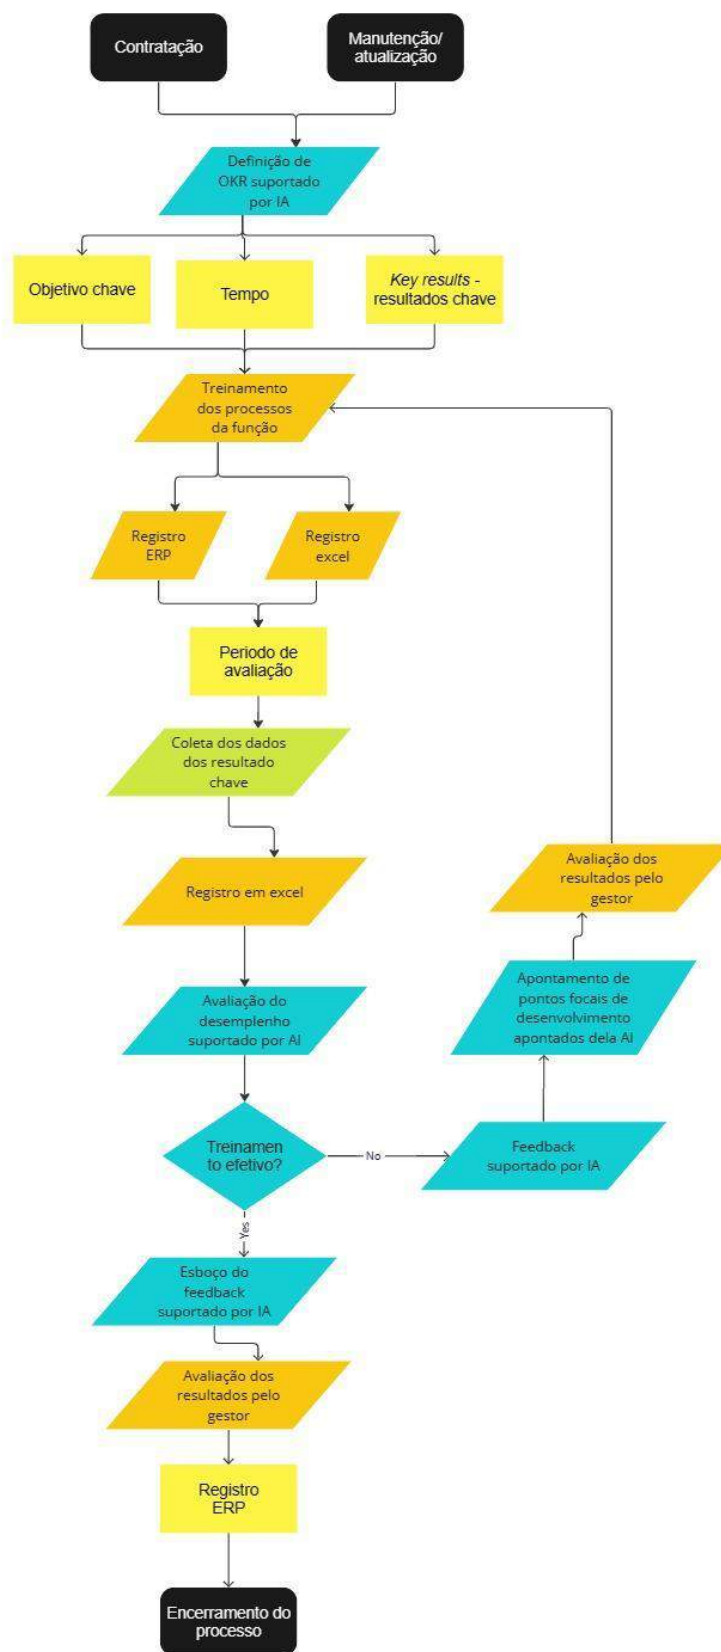 Contratação
Manutenção/
atualização
Definição de
OKR suportado
por IA
Objetivo chave
Tempo
Key results -
resultados chave
Treinamento
dos processos
da função
Registro
ERP
Registro
excel
Periodo de
avaliação
Coleta dos dados
dos resultado
chave
Registro em excel
Avaliação dos
resultados pelo
gestor
Apontamento de
pontos focais de
desenvolvimento
apontados dela AI
Avaliação do
desemplenho
suportado por AI
Treinamen
to efetivo?
No
Feedback
suportado por IA
Yes
Esboço do
feedback
suportado por IA
Avaliação dos
resultados pelo
gestor
Registro
ERP
Encerramento do
processo